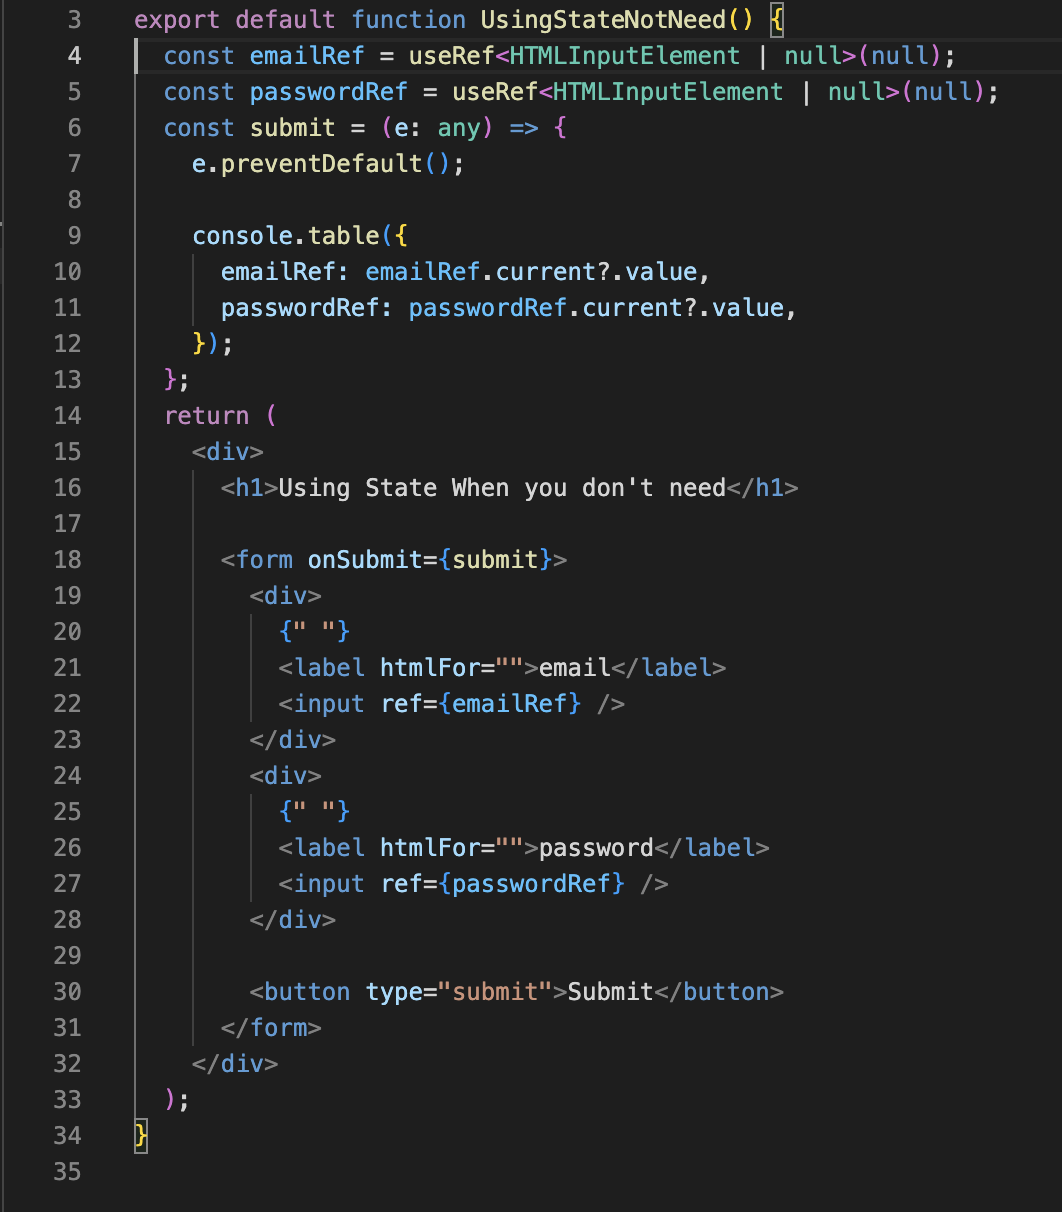 3 export default function UsingStateNotNeed() {
4   const emailRef = useRef<HTMLInputElement | null>(null);
5   const passwordRef = useRef<HTMLInputElement | null>(null);
6   const submit = (e: any) => {
7     e.preventDefault();
8
9     console.table({
10       emailRef: emailRef.current?.value,
11       passwordRef: passwordRef.current?.value,
12     });
13   };
14   return (
15     <div>
16       <h1>Using State When you don't need</h1>
17
18       <form onSubmit={submit}>
19         <div>
20           {" "}
21           <label htmlFor="">email</label>
22           <input ref={emailRef} />
23         </div>
24         <div>
25           {" "}
26           <label htmlFor="">password</label>
27           <input ref={passwordRef} />
28         </div>
29
30         <button type="submit">Submit</button>
31       </form>
32     </div>
33   );
34 }
35